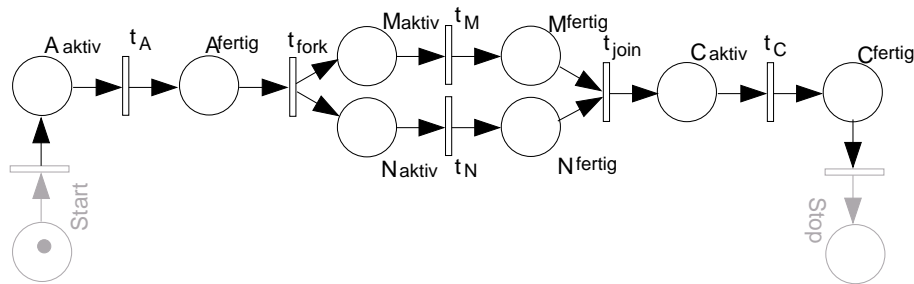 A aktiv
t A
A fertig
t fork
M aktiv
t M
M fertig
t join
C aktiv
t C
C fertig
N aktiv
t N
N fertig
Start
Stop